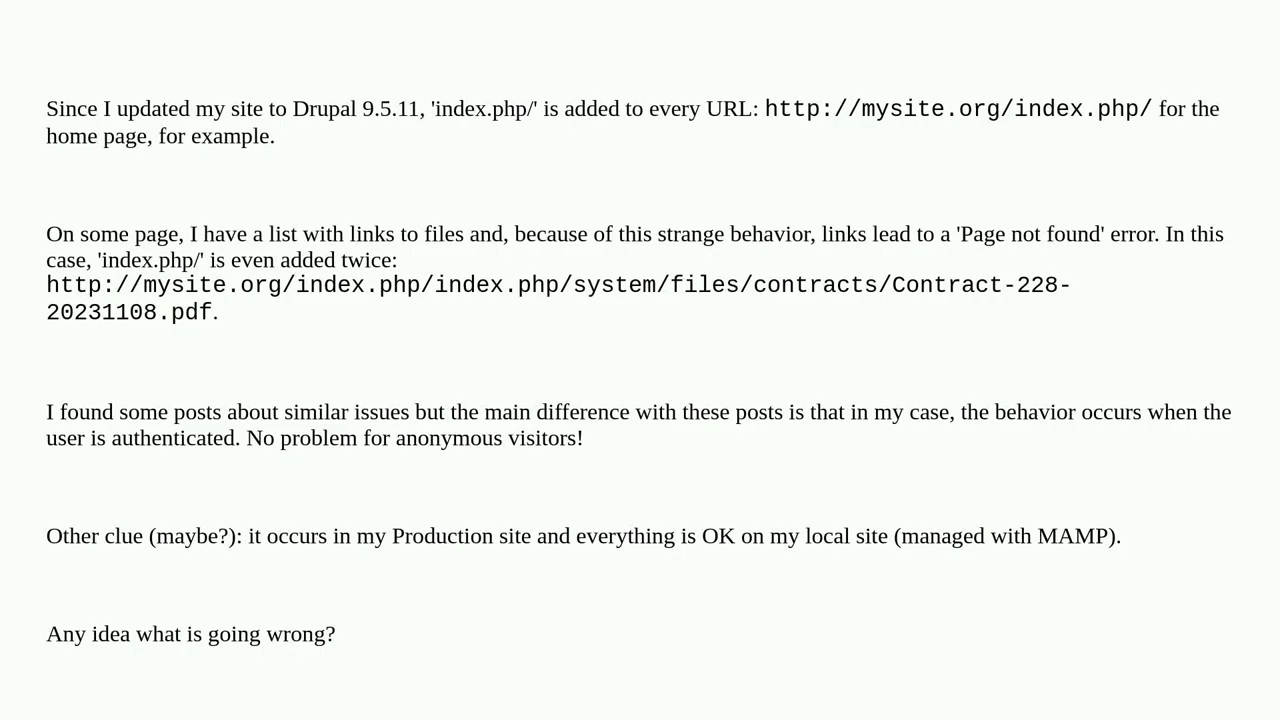 Since I updated my site to Drupal 9.5.11, 'index.php/' is added to every URL: http://mysite.org/index.php/ for the
home page, for example.
On some page, I have a list with links to files and, because of this strange behavior, links lead to a 'Page not found' error. In this
case, 'index.php/' is even added twice:
http://mysite.org/index.php/index.php/system/files/contracts/Contract-228-
20231108.pdf.
I found some posts about similar issues but the main difference with these posts is that in my case, the behavior occurs when the
user is authenticated. No problem for anonymous visitors!
Other clue (maybe?): it occurs in my Production site and everything is OK on my local site (managed with MAMP).
Any idea what is going wrong?